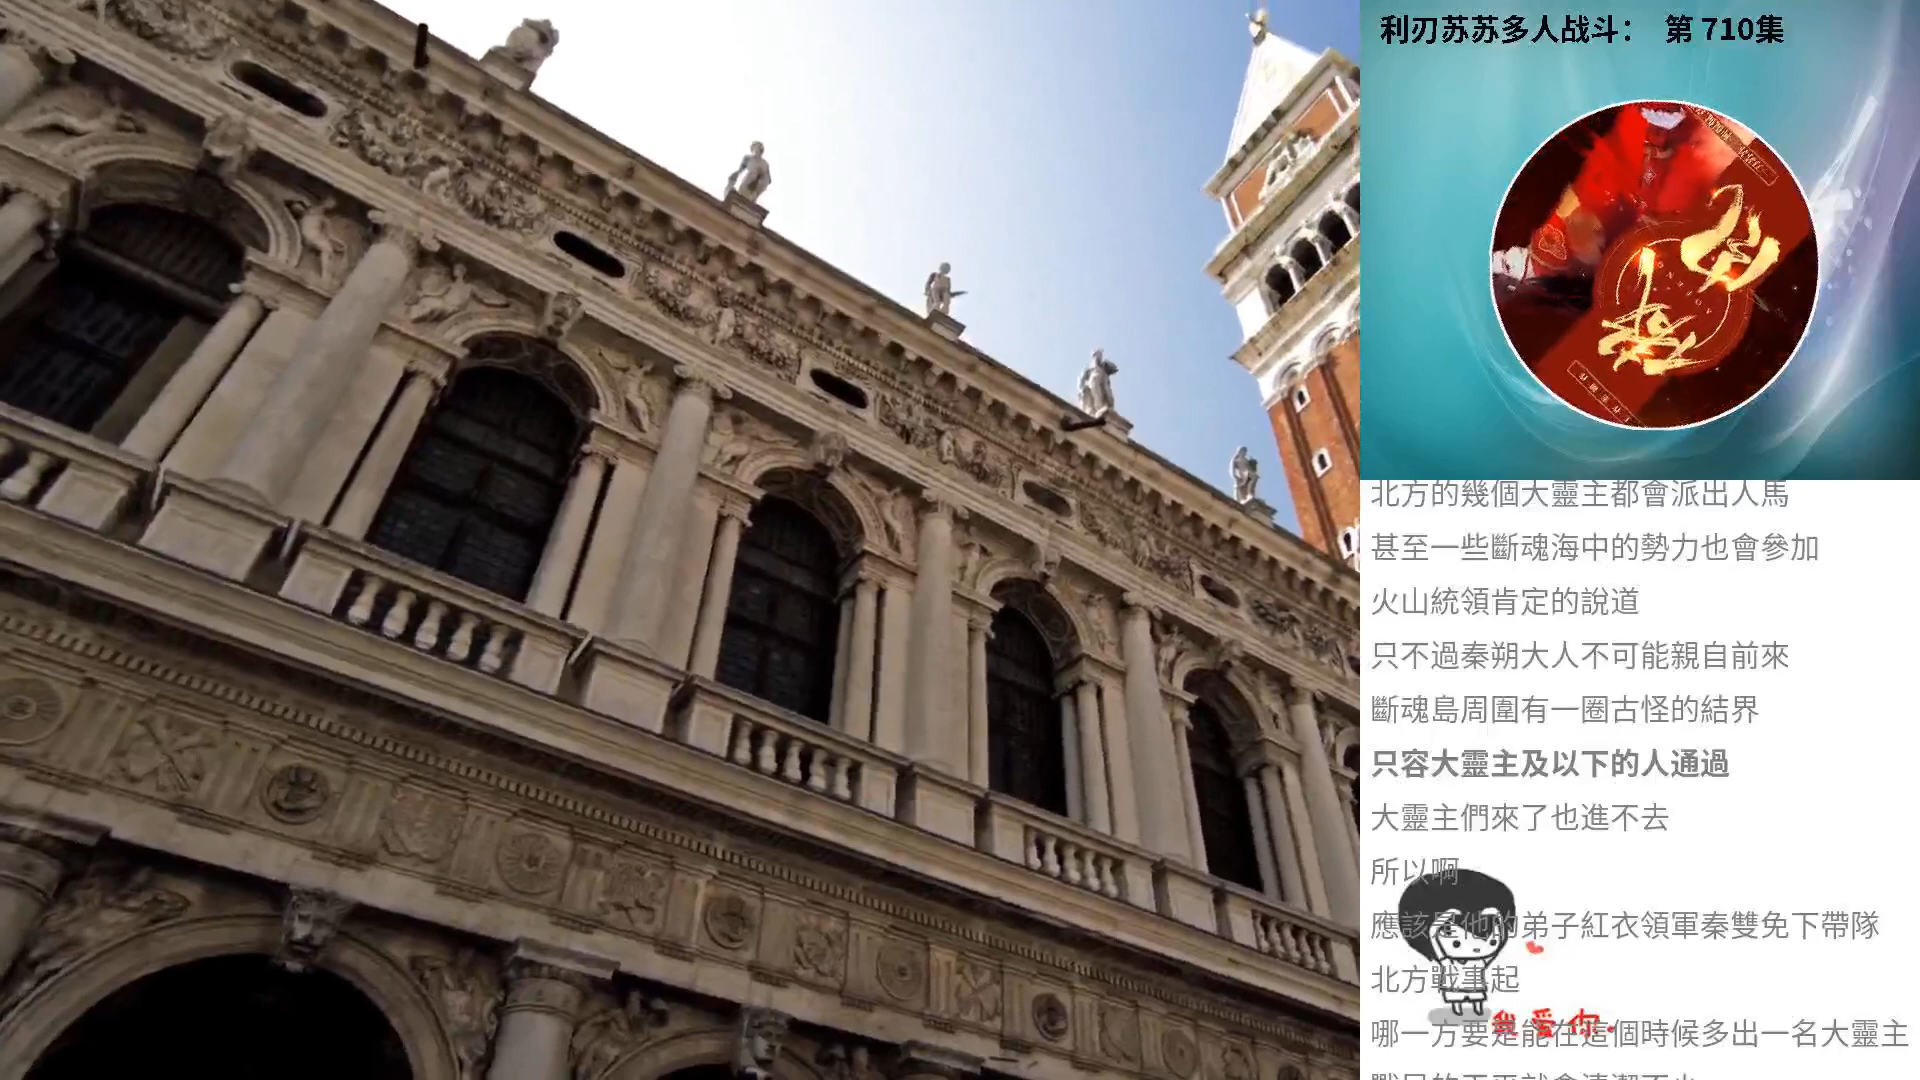 利刃苏苏多人战斗： 第 710集
北方的幾個大靈主都會派出人馬
甚至一些斷魂海中的勢力也會參加
火山統領肯定的說道
只不過秦朔大人不可能親自前來
斷魂島周圍有一圈古怪的結界
只容大靈主及以下的人通過
大靈主們來了也進不去
所以啊
應該是他的弟子紅衣領軍秦雙免下帶隊
北方戰事起
我愛你.
哪一方要是能在這個時候多出一名大靈主